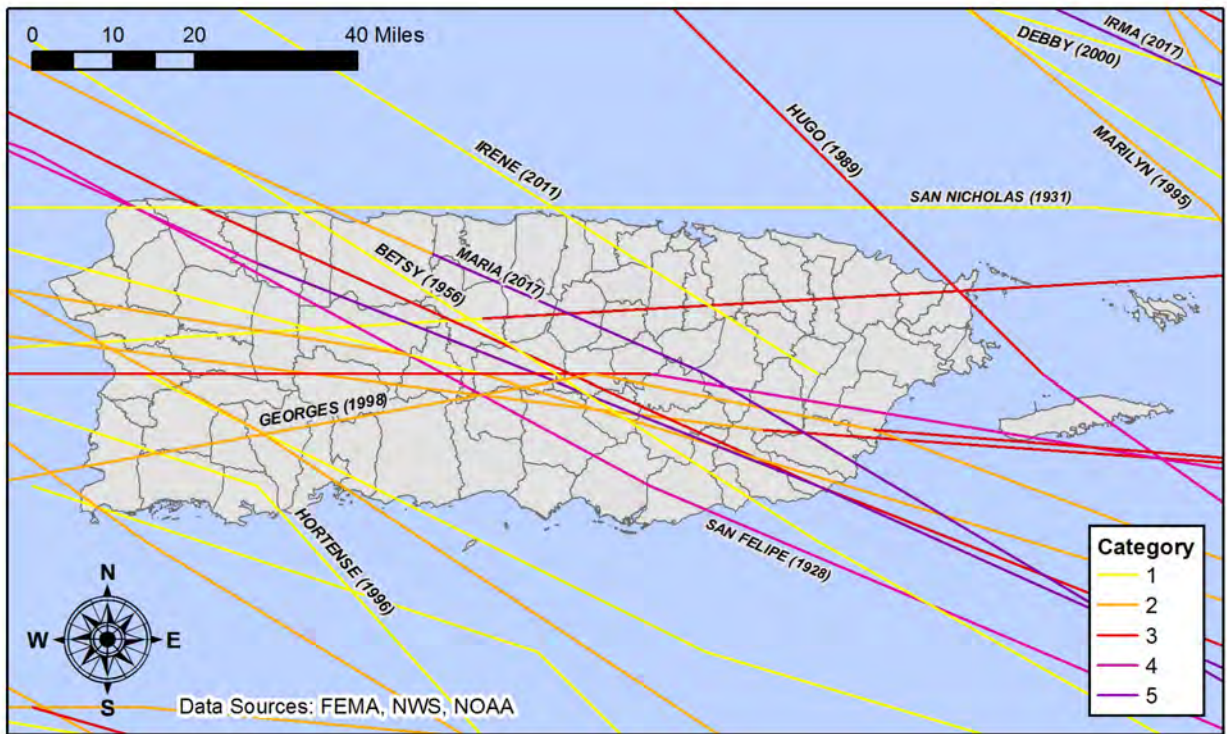 0 10 20 40 Miles
IRMA (2017)
DEBBY (2000)
HUGO (1989)
MARILYN (1995)
IRENE (2011)
SAN NICHOLAS (1931)
BETSY (1956)
MARIA (2017)
GEORGES (1998)
HORTENSE (1996)
SAN FELIPE (1928)
Category
1
2
3
4
5
N
W E
S
Data Sources: FEMA, NWS, NOAA